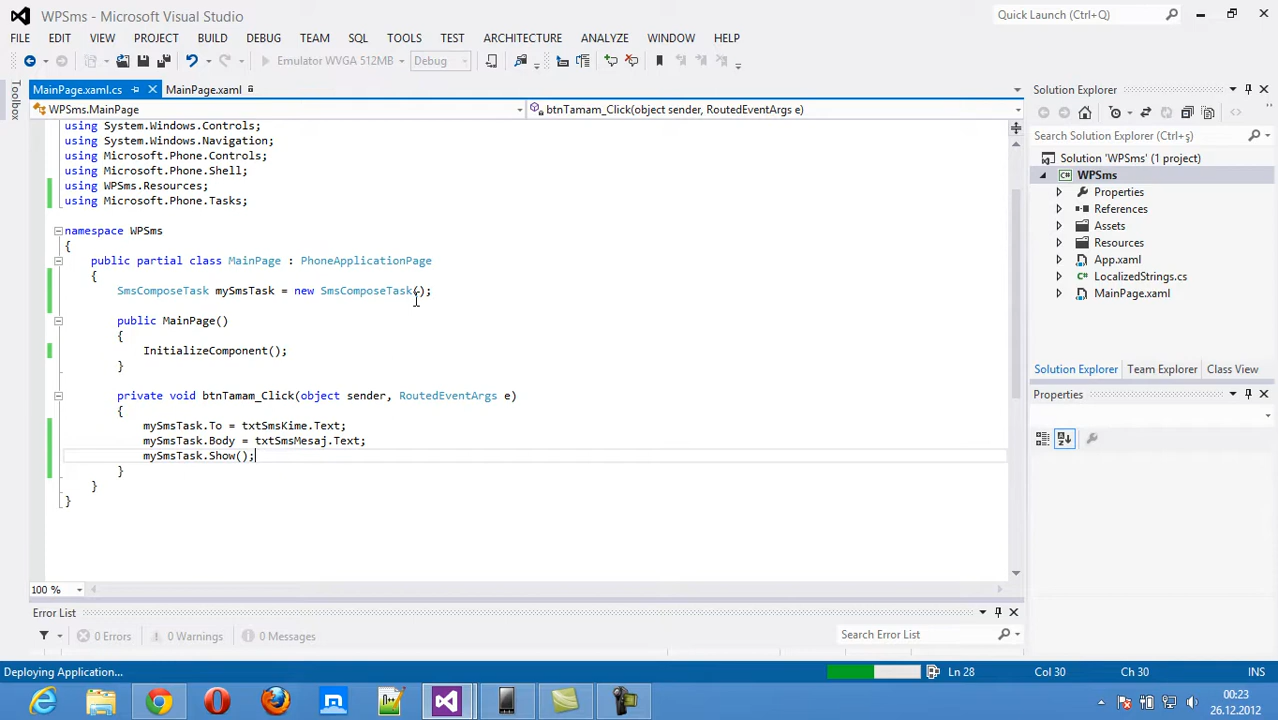 WPSms - Microsoft Visual Studio
Quick Launch (Ctrl+Q)
FILE EDIT VIEW PROJECT BUILD DEBUG TEAM SQL TOOLS TEST ARCHITECTURE ANALYZE WINDOW HELP
Emulator WVGA 512MB Debug
Toolbox
MainPage.xaml.cs MainPage.xaml
WPSms.MainPage btnTamam_Click(object sender, RoutedEventArgs e)
using System.Windows.Controls;
using System.Windows.Navigation;
using Microsoft.Phone.Controls;
using Microsoft.Phone.Shell;
using WPSms.Resources;
using Microsoft.Phone.Tasks;
namespace WPSms
{
public partial class MainPage : PhoneApplicationPage
{
SmsComposeTask mySmsTask = new SmsComposeTask();
public MainPage()
{
InitializeComponent();
}
private void btnTamam_Click(object sender, RoutedEventArgs e)
{
mySmsTask.To = txtSmsKime.Text;
mySmsTask.Body = txtSmsMesaj.Text;
mySmsTask.Show();
}
}
}
100 %
Solution Explorer
Search Solution Explorer (Ctrl+ş)
Solution 'WPSms' (1 project)
C# WPSms
Properties
References
Assets
Resources
App.xaml
LocalizedStrings.cs
MainPage.xaml
Solution Explorer Team Explorer Class View
Properties
Error List
0 Errors 0 Warnings 0 Messages
Search Error List
Deploying Application... Ln 28 Col 30 Ch 30 INS
00:23
26.12.2012